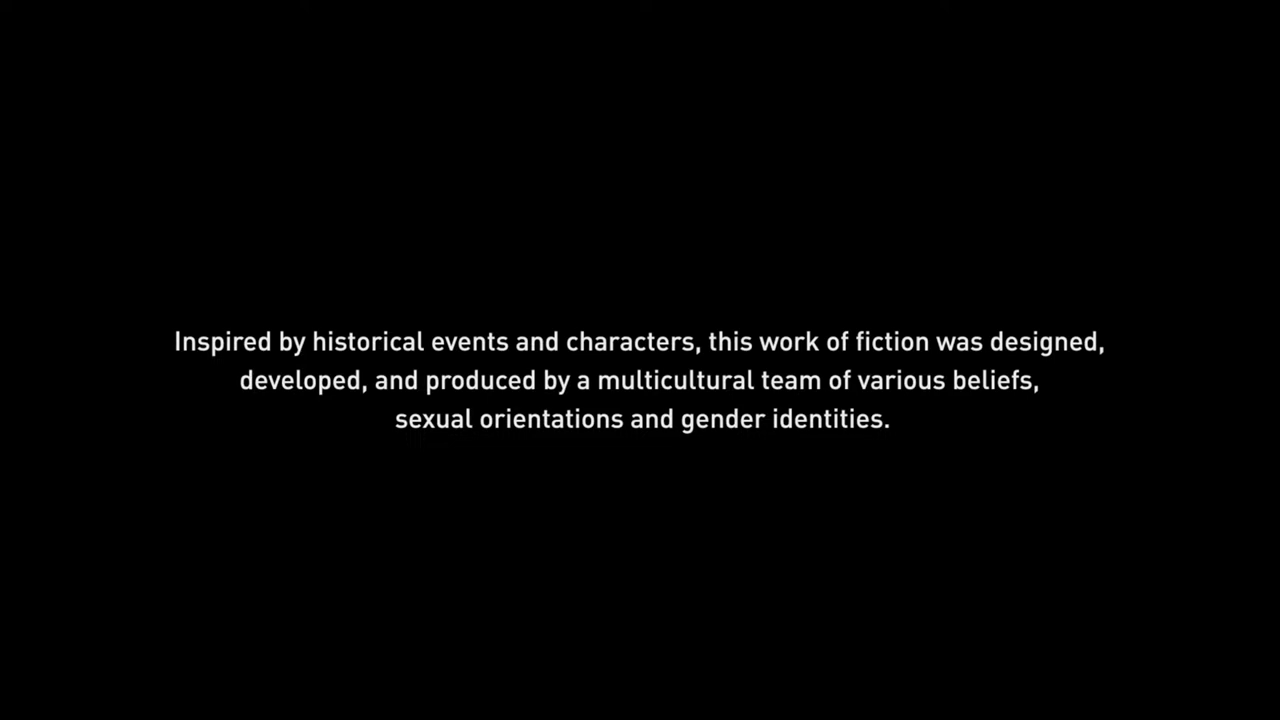 Inspired by historical events and characters, this work of fiction was designed,
developed, and produced by a multicultural team of various beliefs,
sexual orientations and gender identities.